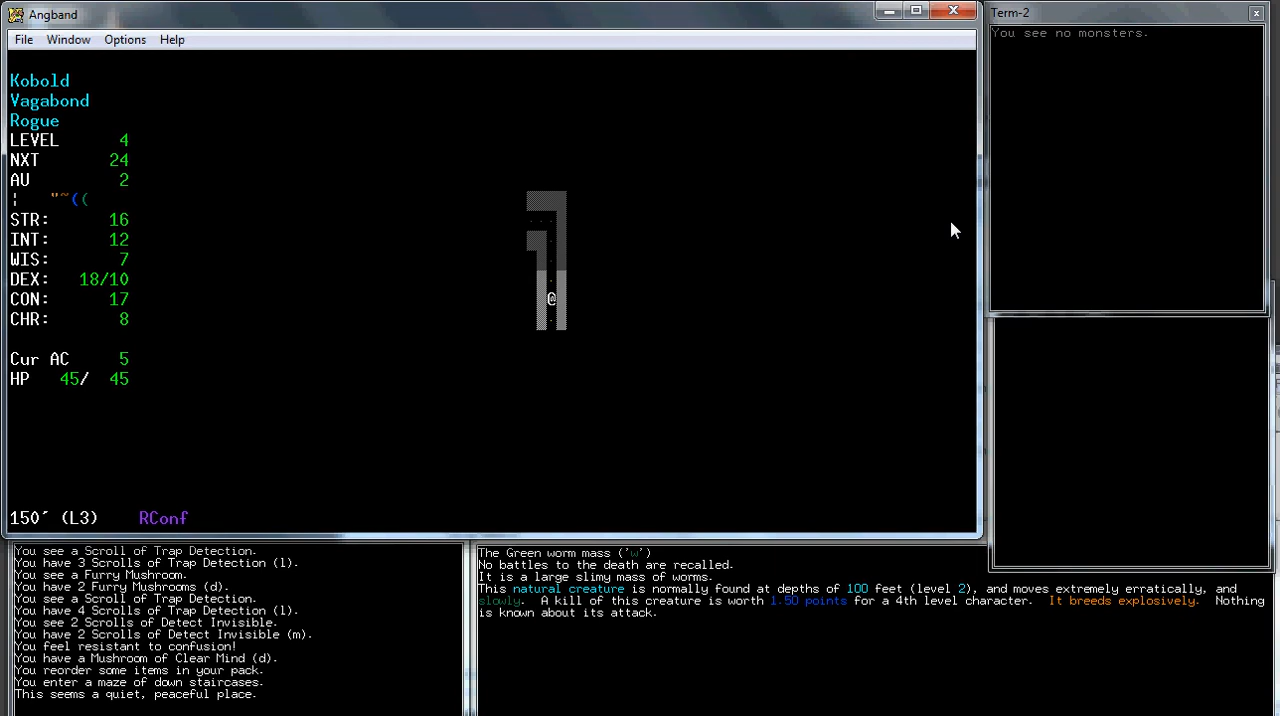 Angband
File Window Options Help
Kobold
Vagabond
Rogue
LEVEL 4
NXT 24
AU 2
¦ "~((
STR: 16
INT: 12
WIS: 7
DEX: 18/10
CON: 17
CHR: 8
Cur AC 5
HP 45/ 45
@
150' (L3) RConf
Term-2
You see no monsters.
You see a Scroll of Trap Detection.
You have 3 Scrolls of Trap Detection (l).
You see a Furry Mushroom.
You have 2 Furry Mushrooms (d).
You see a Scroll of Trap Detection.
You have 4 Scrolls of Trap Detection (l).
You see 2 Scrolls of Detect Invisible.
You have 2 Scrolls of Detect Invisible (m).
You feel resistant to confusion!
You have a Mushroom of Clear Mind (d).
You reorder some items in your pack.
You enter a maze of down staircases.
This seems a quiet, peaceful place.
The Green worm mass ('w')
No battles to the death are recalled.
It is a large slimy mass of worms.
This natural creature is normally found at depths of 100 feet (level 2), and moves extremely erratically, and
slowly. A kill of this creature is worth 1.50 points for a 4th level character. It breeds explosively. Nothing
is known about its attack.